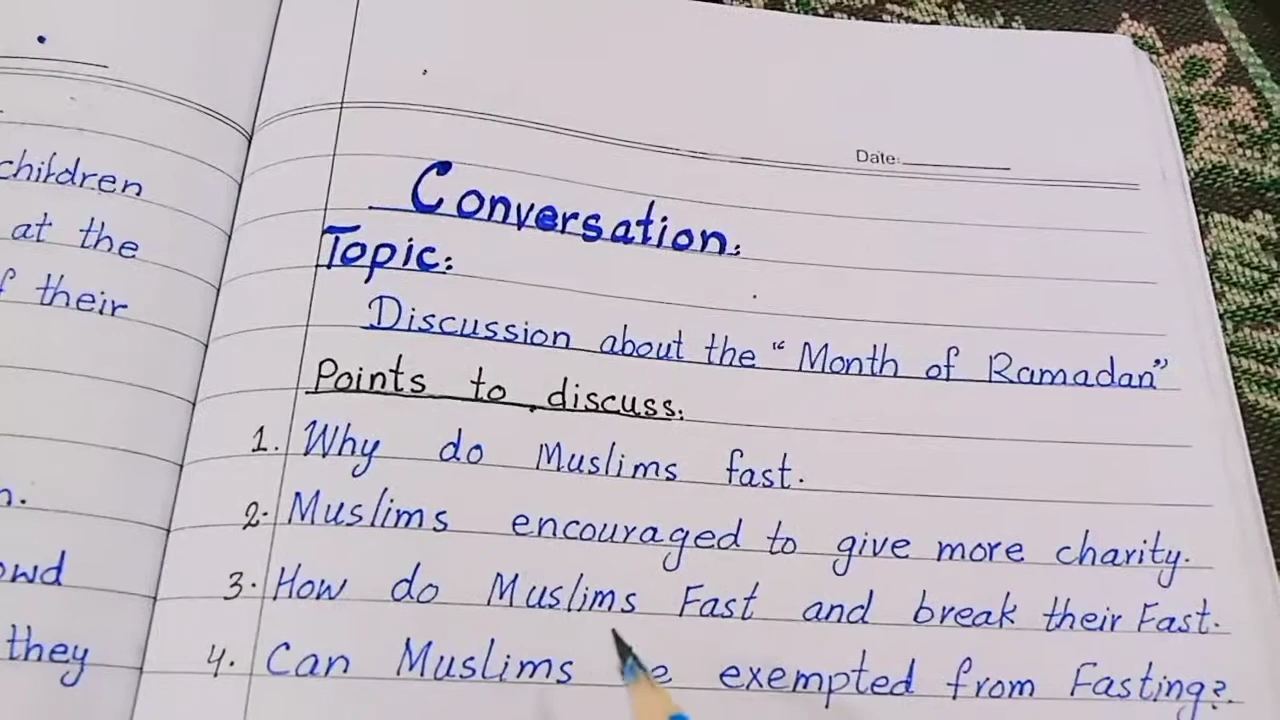 children
at the
their
owd
they
Date:
Conversation:
Topic:
Discussion about the “Month of Ramadan”
Points to discuss:
1. Why do Muslims fast.
2. Muslims encouraged to give more charity.
3. How do Muslims Fast and break their Fast.
4. Can Muslims exempted from Fasting?